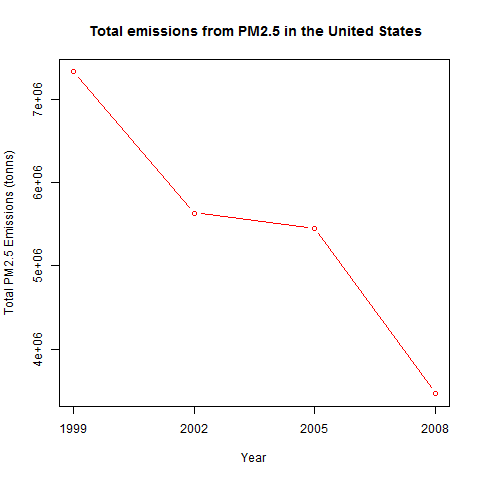 Total emissions from PM2.5 in the United States
Total PM2.5 Emissions (tonns)
7e+06
6e+06
5e+06
4e+06
1999 2002 2005 2008
Year